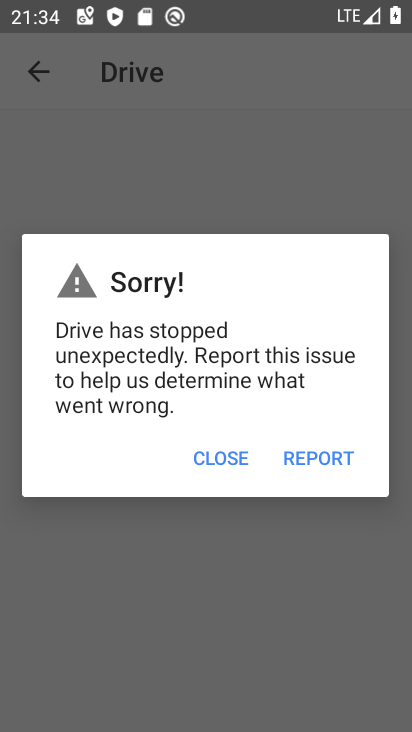 21:34
LTE
Drive
Sorry!
Drive has stopped
unexpectedly. Report this issue
to help us determine what
went wrong.
CLOSE
REPORT